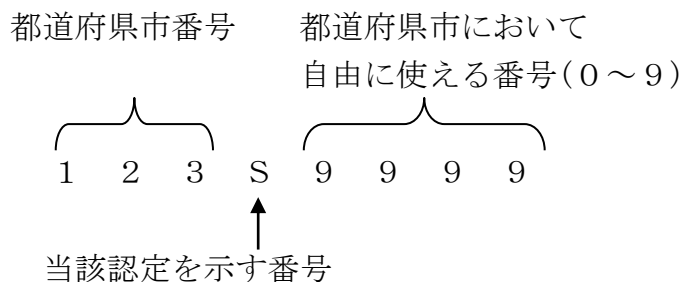 都道府県市番号
都道府県市において
自由に使える番号(０～９)
１ ２ ３ Ｓ ９ ９ ９ ９
当該認定を示す番号